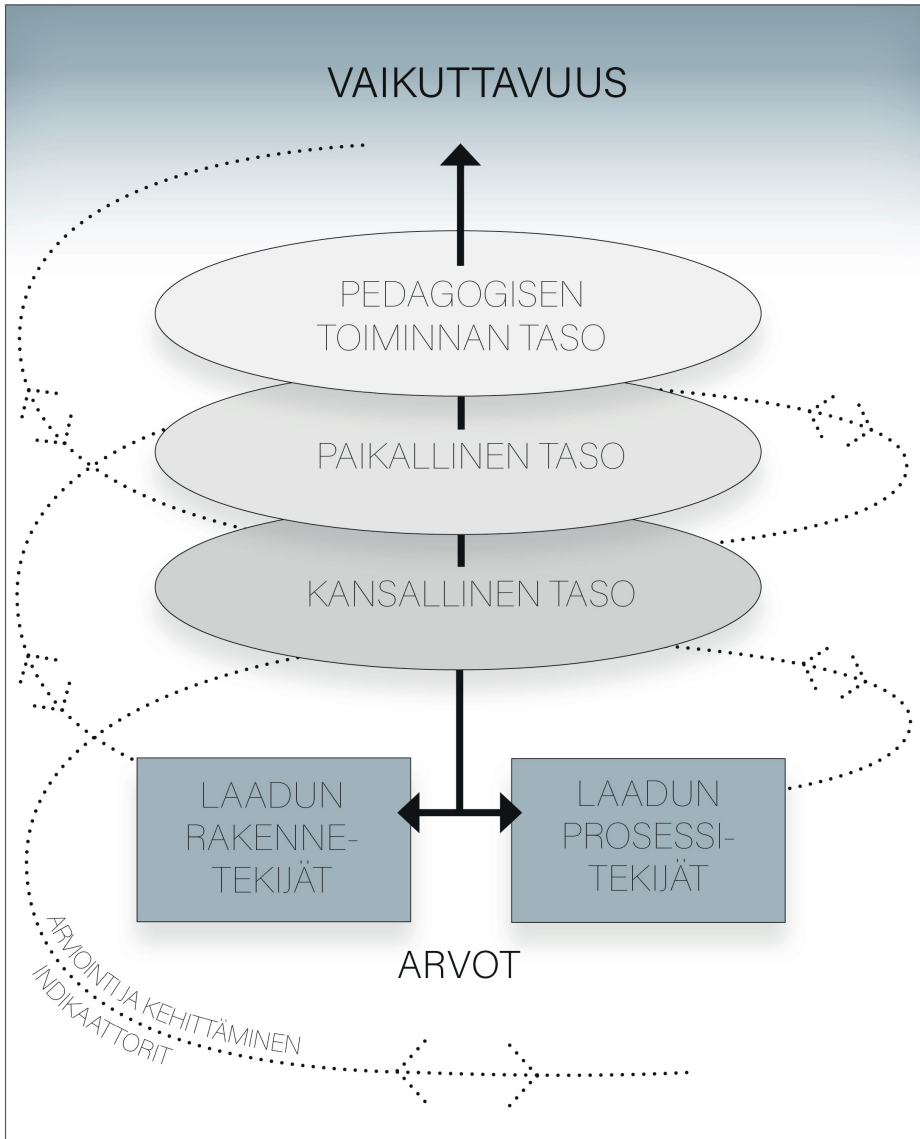 VAIKUTTAVUUS
PEDAGOGISEN
TOIMINNAN TASO
PAIKALLINEN TASO
KANSALLINEN TASO
LAADUN
RAKENNE-
TEKIJÄT
LAADUN
PROSESSI-
TEKIJÄT
ARVOT
ARVIOINTI JA KEHITTÄMINEN
INDIKAATTORIT